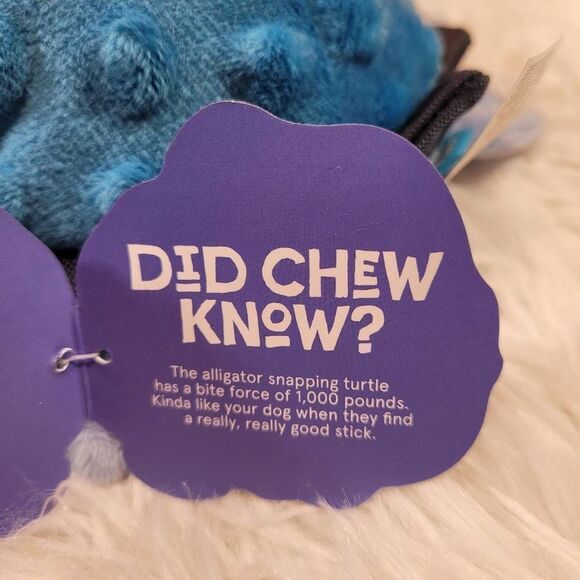 DID CHEW
KNOW?
The alligator snapping turtle
has a bite force of 1,000 pounds.
Kinda like your dog when they find
a really, really good stick.